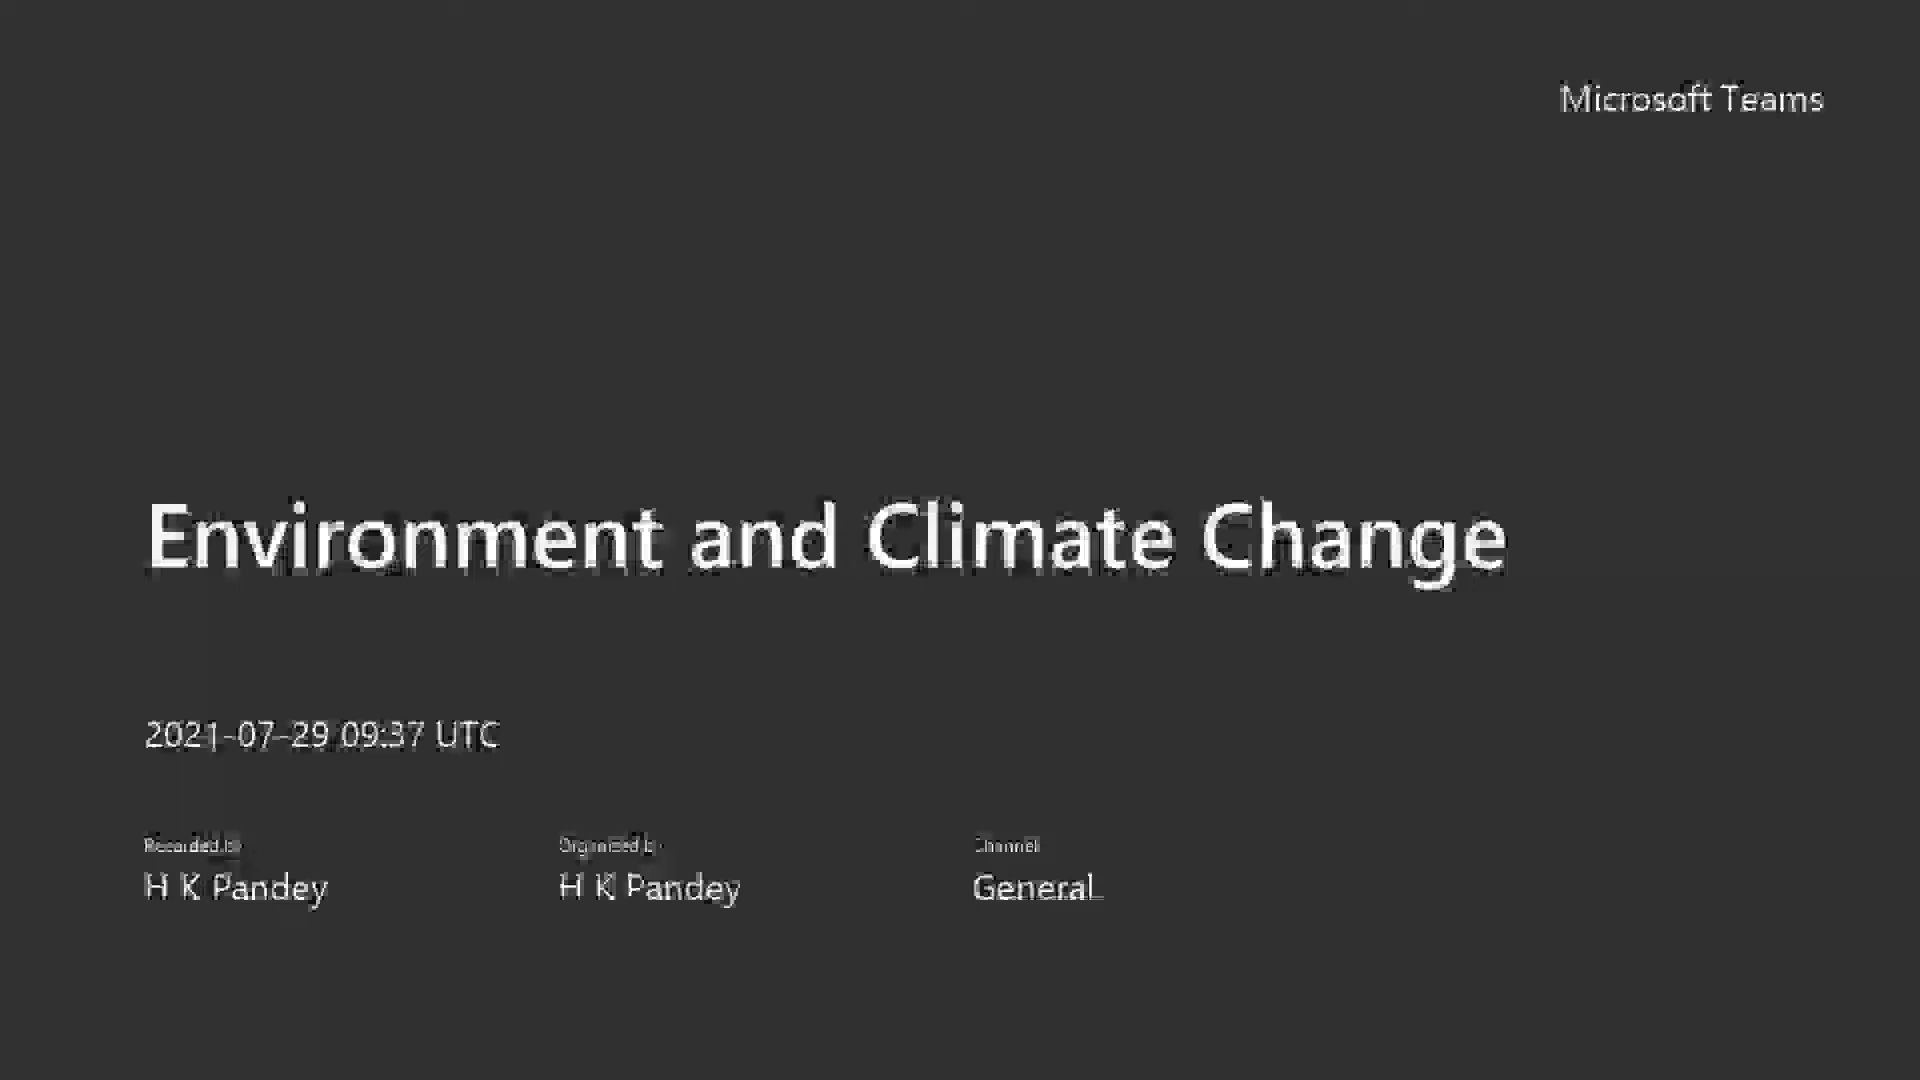 Microsoft Teams
Environment and Climate Change
2021-07-29 09:37 UTC
Recorded by Organized by Channel
H K Pandey H K Pandey General